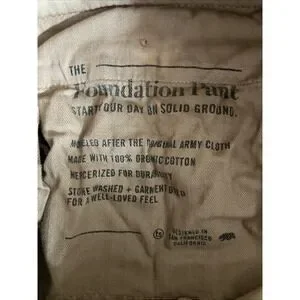 THE
Foundation Pant
START YOUR DAY ON SOLID GROUND.
MODELED AFTER THE ORIGINAL ARMY CLOTH
MADE WITH 100% ORGNIC COTTON
MERCERIZED FOR DURABILITY
STONE WASHED + GARMENT DYED
FOR A WELL-LOVED FEEL
DESIGNED IN
SAN FRANCISCO
CALIFORNIA